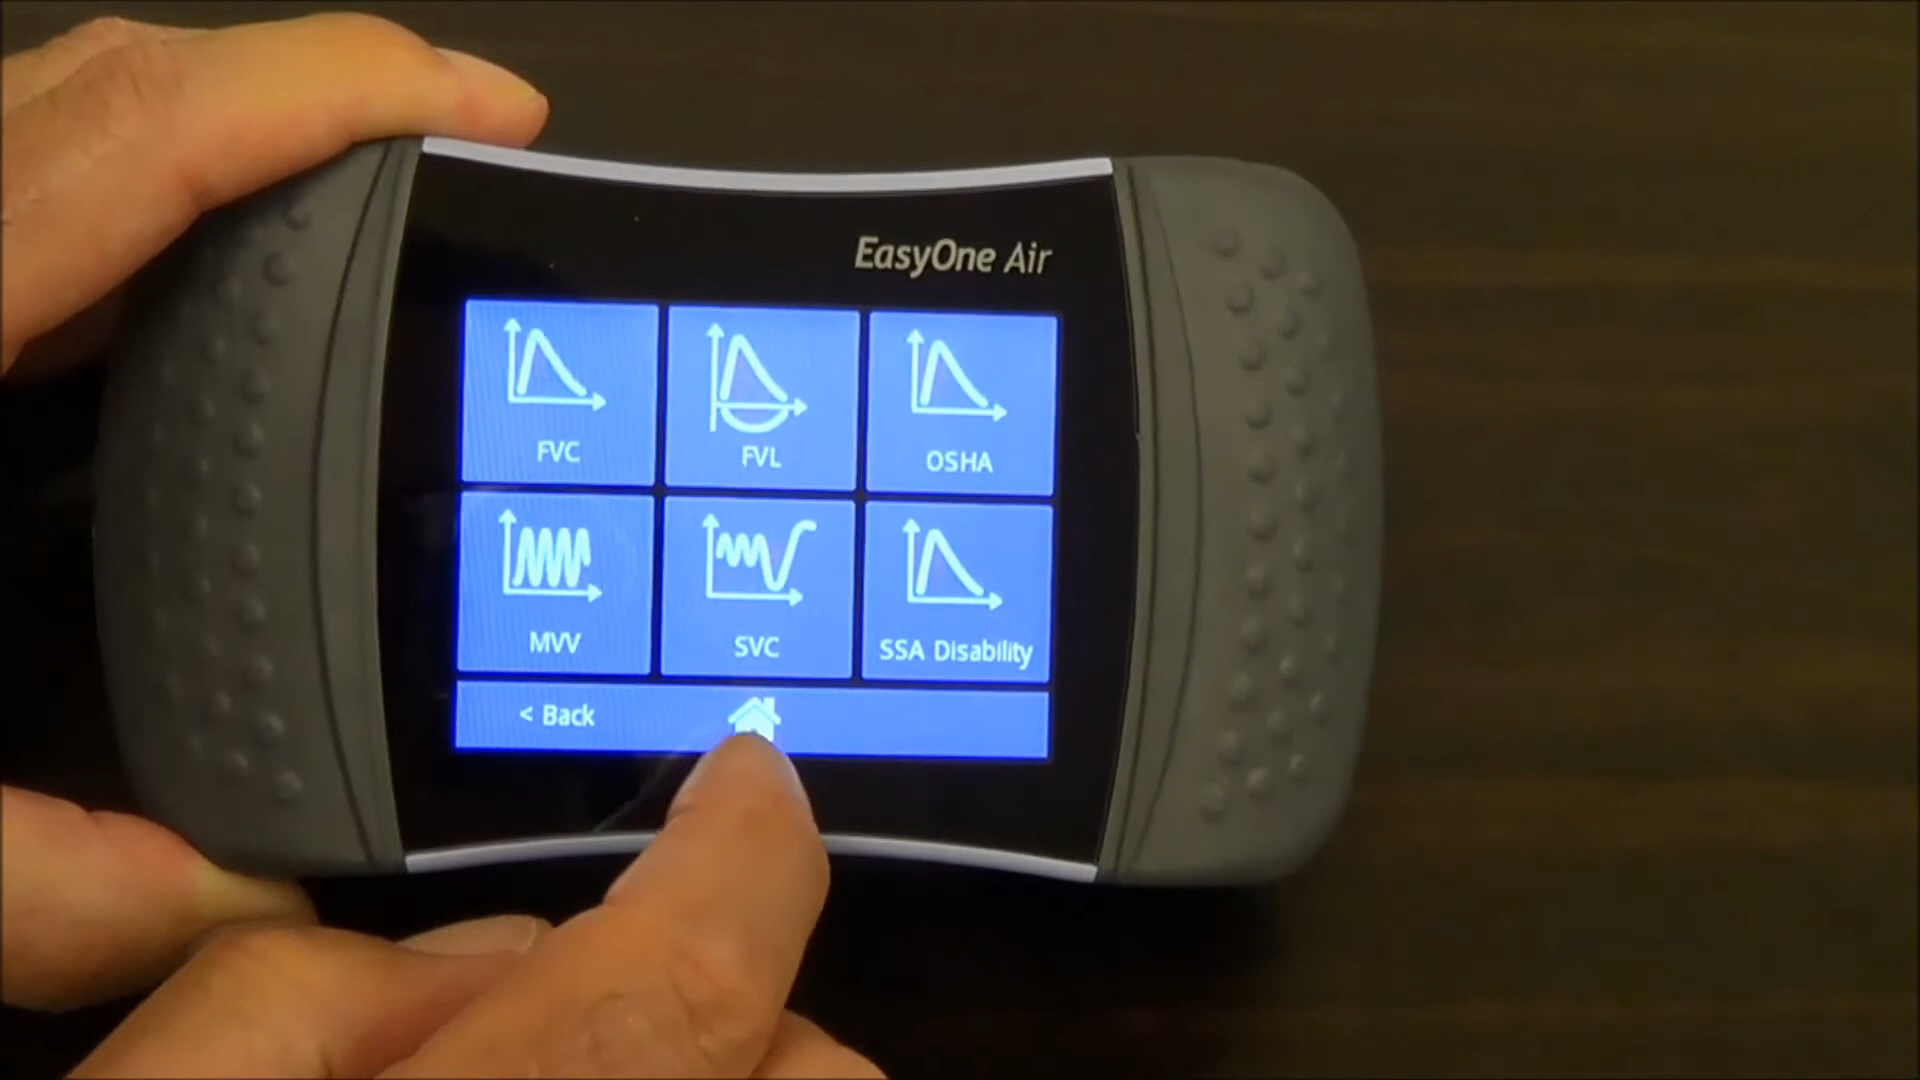 EasyOne Air
FVC
FVL
OSHA
MVV
SVC
SSA Disability
< Back